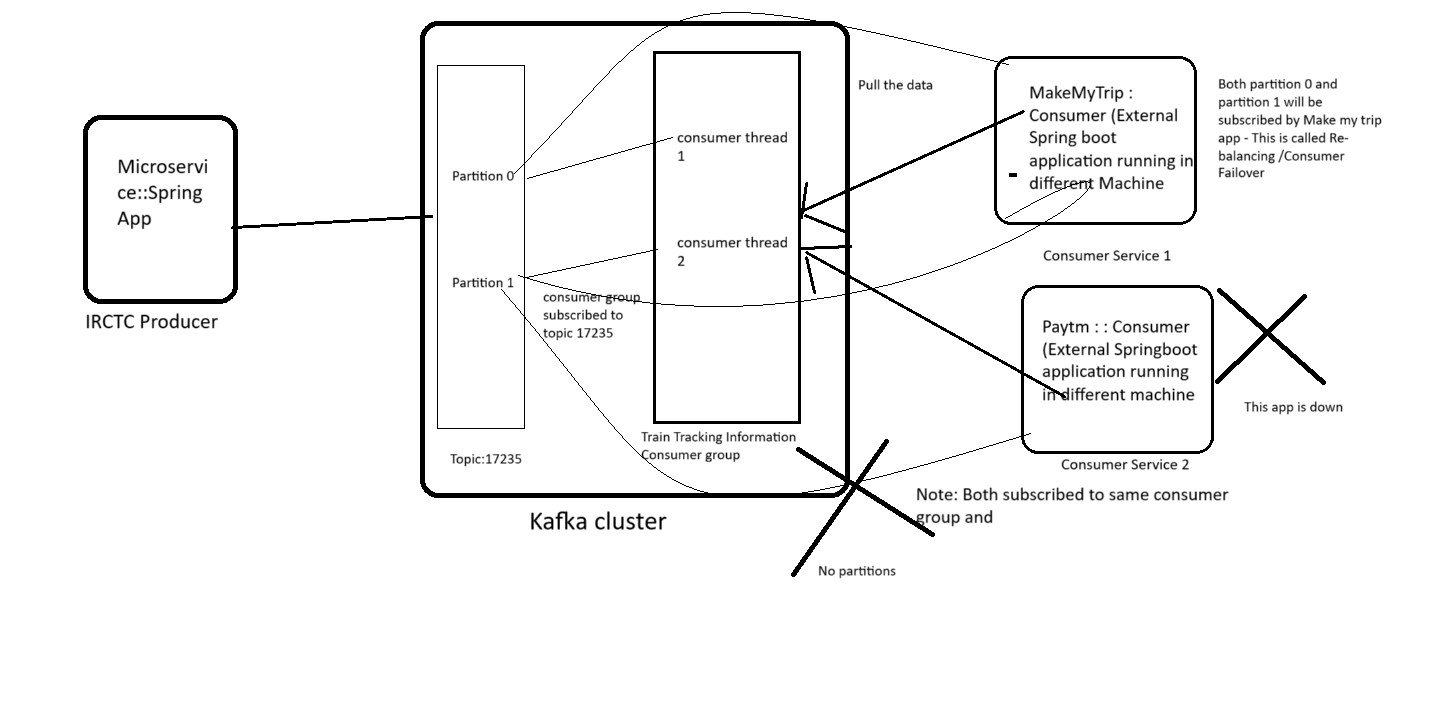 Microservi
ce::Spring
App
IRCTC Producer
Partition 0
Partition 1
Topic:17235
consumer group
subscribed to
topic 17235
consumer thread
1
consumer thread
2
Train Tracking Information
Consumer group
Kafka cluster
Pull the data
MakeMyTrip :
Consumer (External
Spring boot
application running in
different Machine
Consumer Service 1
Both partition 0 and
partition 1 will be
subscribed by Make my trip
app - This is called Re-
balancing /Consumer
Failover
Paytm : : Consumer
(External Springboot
application running
in different machine
Consumer Service 2
This app is down
Note: Both subscribed to same consumer
group and
No partitions